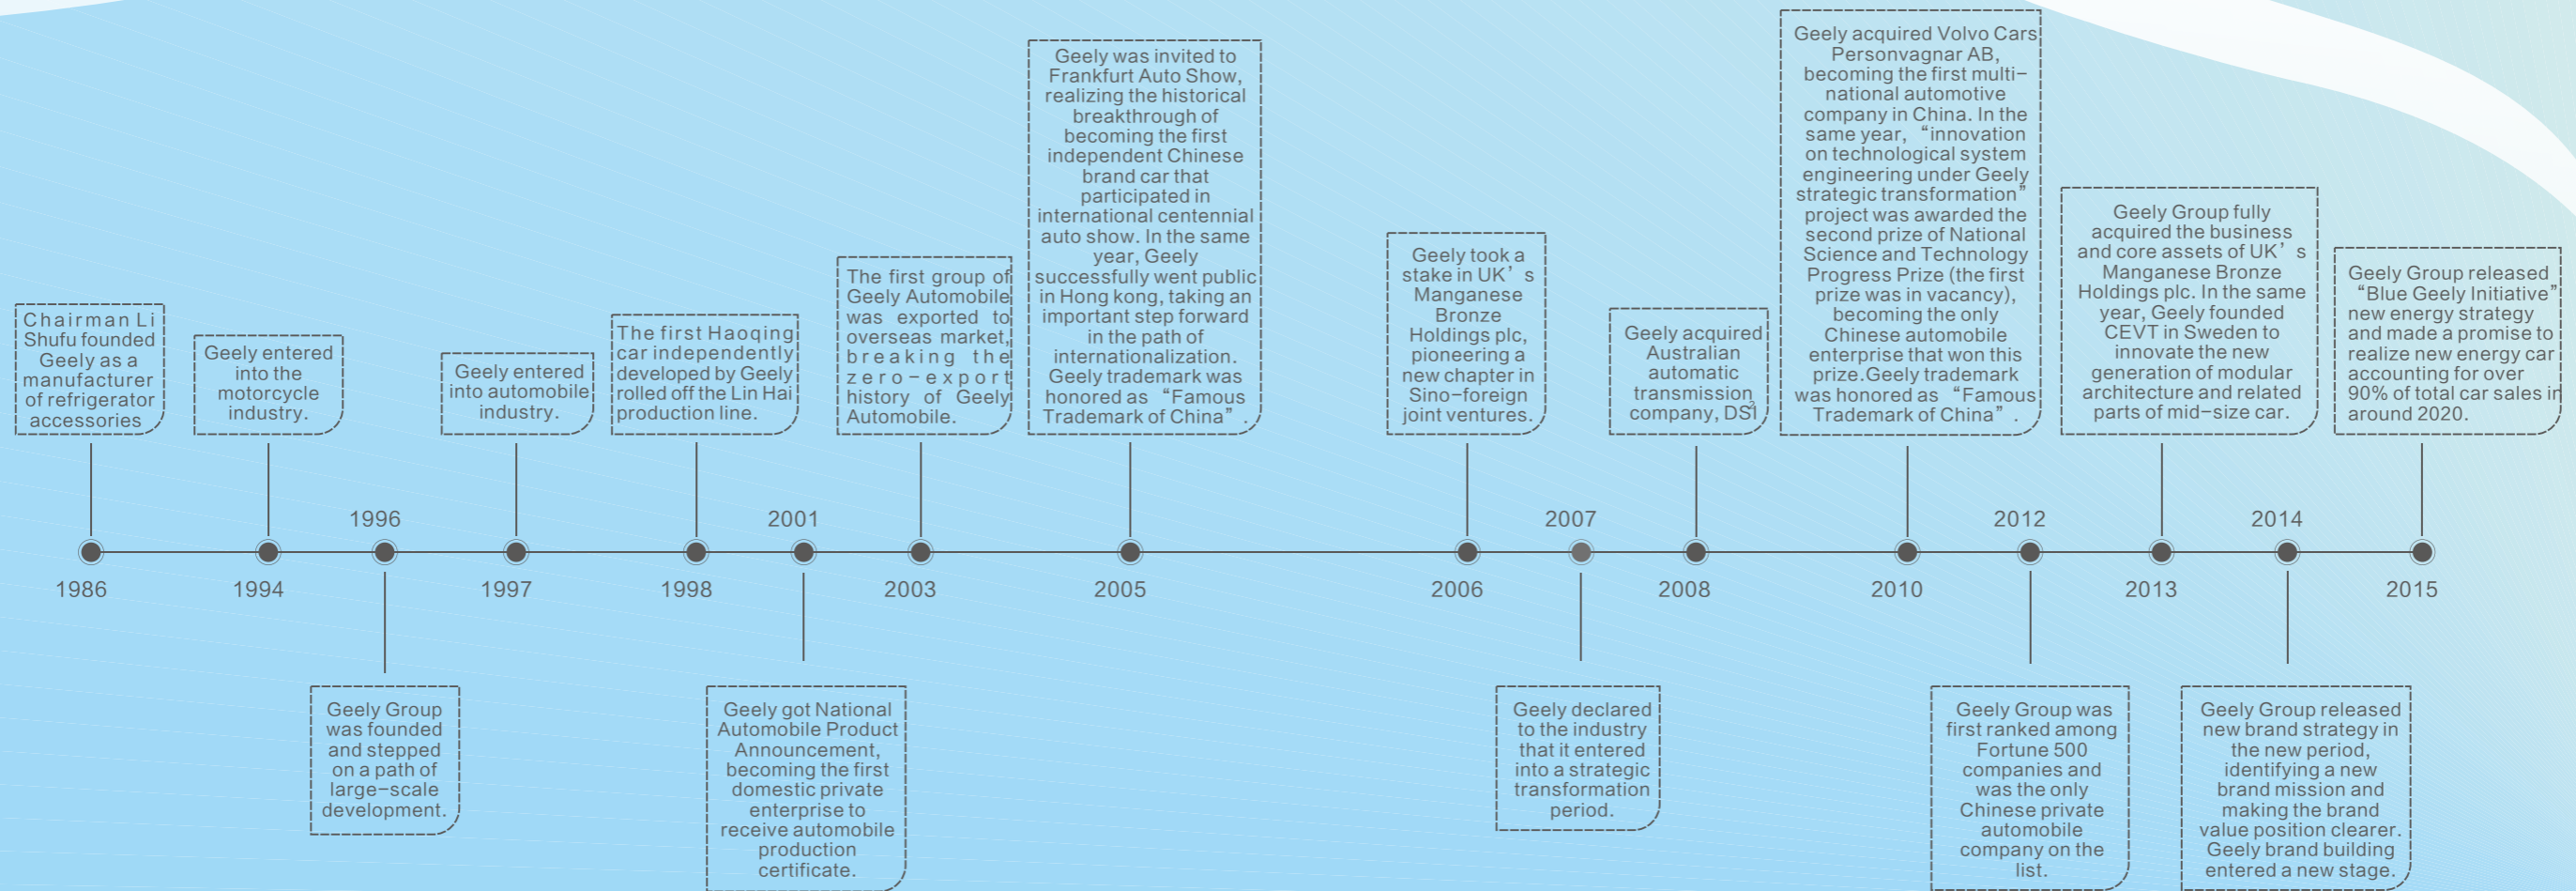 Chairman Li
Shufu founded
Geely as a
manufacturer
of refrigerator
accessories
1986
Geely entered
into the
motorcycle
industry.
1994
1996
Geely Group
was founded
and stepped
on a path of
large-scale
development.
Geely entered
into automobile
industry.
1997
The first Haoqing
car independently
developed by Geely
rolled off the Lin Hai
production line.
1998
2001
Geely got National
Automobile Product
Announcement,
becoming the first
domestic private
enterprise to
receive automobile
production
certificate.
The first group of
Geely Automobile
was exported to
overseas market,
breaking the
zero-export
history of Geely
Automobile.
2003
Geely was invited to
Frankfurt Auto Show,
realizing the historical
breakthrough of
becoming the first
independent Chinese
brand car that
participated in
international centennial
auto show. In the same
year, Geely
successfully went public
in Hong kong, taking an
important step forward
in the path of
internationalization.
Geely trademark was
honored as “Famous
Trademark of China”.
2005
Geely took a
stake in UK’s
Manganese
Bronze
Holdings plc,
pioneering a
new chapter in
Sino-foreign
joint ventures.
2006
2007
Geely declared
to the industry
that it entered
into a strategic
transformation
period.
Geely acquired
Australian
automatic
transmission
company, DSI
2008
Geely acquired Volvo Cars
Personvagnar AB,
becoming the first multi-
national automotive
company in China. In the
same year, “innovation
on technological system
engineering under Geely
strategic transformation”
project was awarded the
second prize of National
Science and Technology
Progress Prize (the first
prize was in vacancy),
becoming the only
Chinese automobile
enterprise that won this
prize.Geely trademark
was honored as “Famous
Trademark of China”.
2010
2012
Geely Group was
first ranked among
Fortune 500
companies and
was the only
Chinese private
automobile
company on the
list.
Geely Group fully
acquired the business
and core assets of UK’s
Manganese Bronze
Holdings plc. In the same
year, Geely founded
CEVT in Sweden to
innovate the new
generation of modular
architecture and related
parts of mid-size car.
2013
2014
Geely Group released
new brand strategy in
the new period,
identifying a new
brand mission and
making the brand
value position clearer.
Geely brand building
entered a new stage.
Geely Group released
“Blue Geely Initiative”
new energy strategy
and made a promise to
realize new energy car
accounting for over
90% of total car sales in
around 2020.
2015